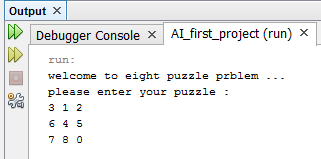 Output
Debugger Console
AI_first_project (run)
run:
welcome to eight puzzle prblem ...
please enter your puzzle :
3 1 2
6 4 5
7 8 0